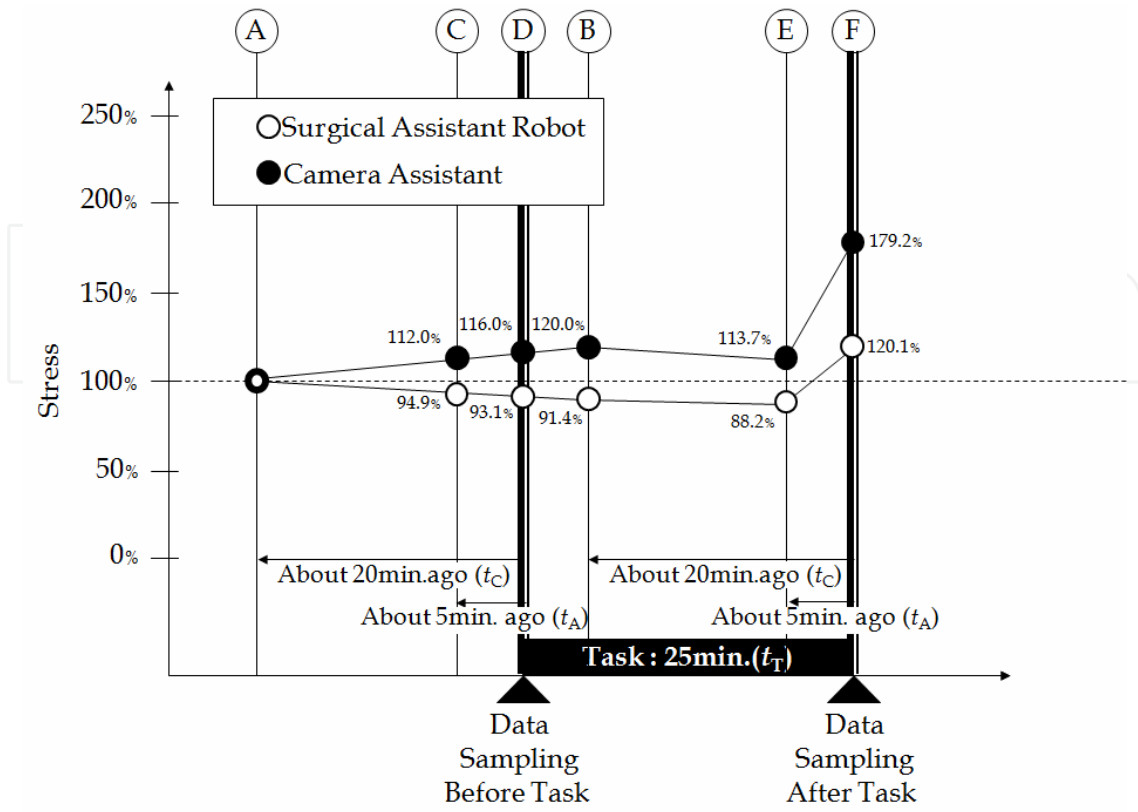 A C D B E F
250%
Surgical Assistant Robot
Camera Assistant
200%
179.2%
150%
112.0% 116.0% 120.0% 113.7% 120.1%
Stress
100%
94.9% 93.1% 91.4% 88.2%
50%
0%
About 20min.ago (tC) About 20min.ago (tC)
About 5min. ago (tA) About 5min. ago (tA)
Task : 25min.(tT)
Data
Sampling
Before Task
Data
Sampling
After Task